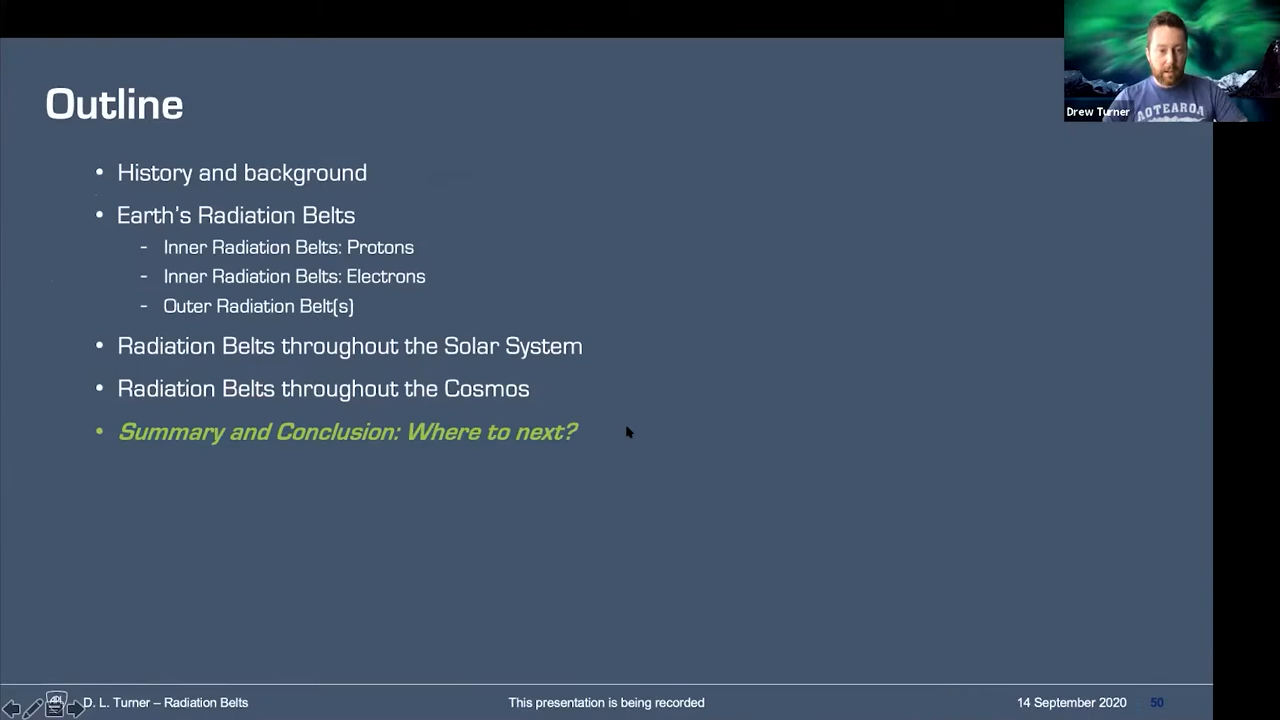 Outline
Drew Turner
AOTEAROA
• History and background
• Earth's Radiation Belts
- Inner Radiation Belts: Protons
- Inner Radiation Belts: Electrons
- Outer Radiation Belt(s)
• Radiation Belts throughout the Solar System
• Radiation Belts throughout the Cosmos
• Summary and Conclusion: Where to next?
APL
D. L. Turner – Radiation Belts
This presentation is being recorded
14 September 2020
50